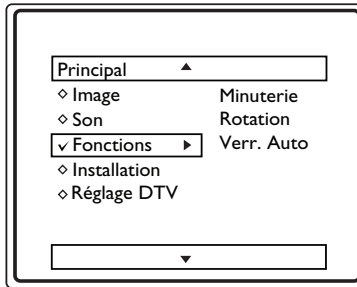 Principal
Image Minuterie
Son Rotation
Fonctions Verr. Auto
Installation
Réglage DTV